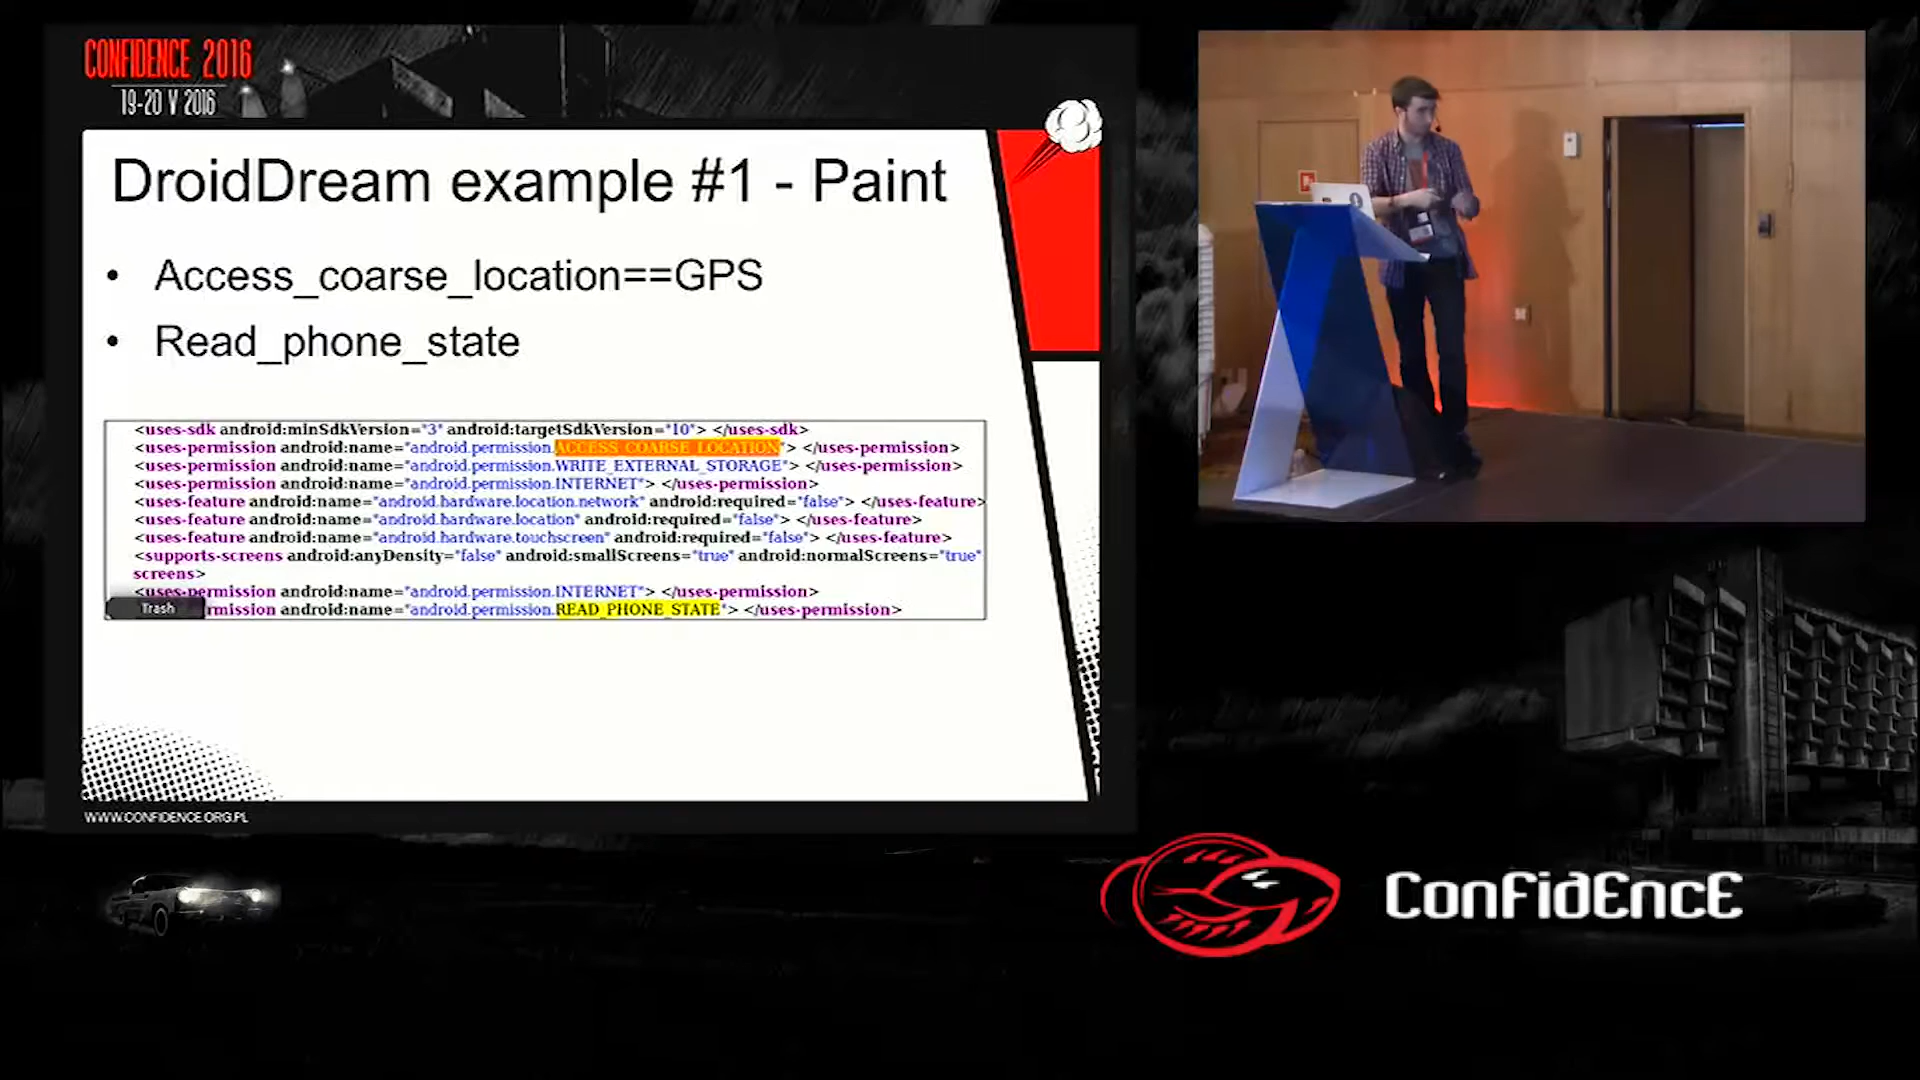 CONFIDENCE 2016
19-20 V 2016
DroidDream example #1 - Paint
• Access_coarse_location==GPS
• Read_phone_state
<uses-sdk android:minSdkVersion="3" android:targetSdkVersion="10"> </uses-sdk>
<uses-permission android:name="android.permission.ACCESS_COARSE_LOCATION"> </uses-permission>
<uses-permission android:name="android.permission.WRITE_EXTERNAL_STORAGE"> </uses-permission>
<uses-permission android:name="android.permission.INTERNET"> </uses-permission>
<uses-feature android:name="android.hardware.location.network" android:required="false"> </uses-feature>
<uses-feature android:name="android.hardware.location" android:required="false"> </uses-feature>
<uses-feature android:name="android.hardware.touchscreen" android:required="false"> </uses-feature>
<supports-screens android:anyDensity="false" android:smallScreens="true" android:normalScreens="true"
screens>
<uses-permission android:name="android.permission.INTERNET"> </uses-permission>
Trash rmission android:name="android.permission.READ_PHONE_STATE"> </uses-permission>
WWW.CONFIDENCE.ORG.PL
ConFidEncE